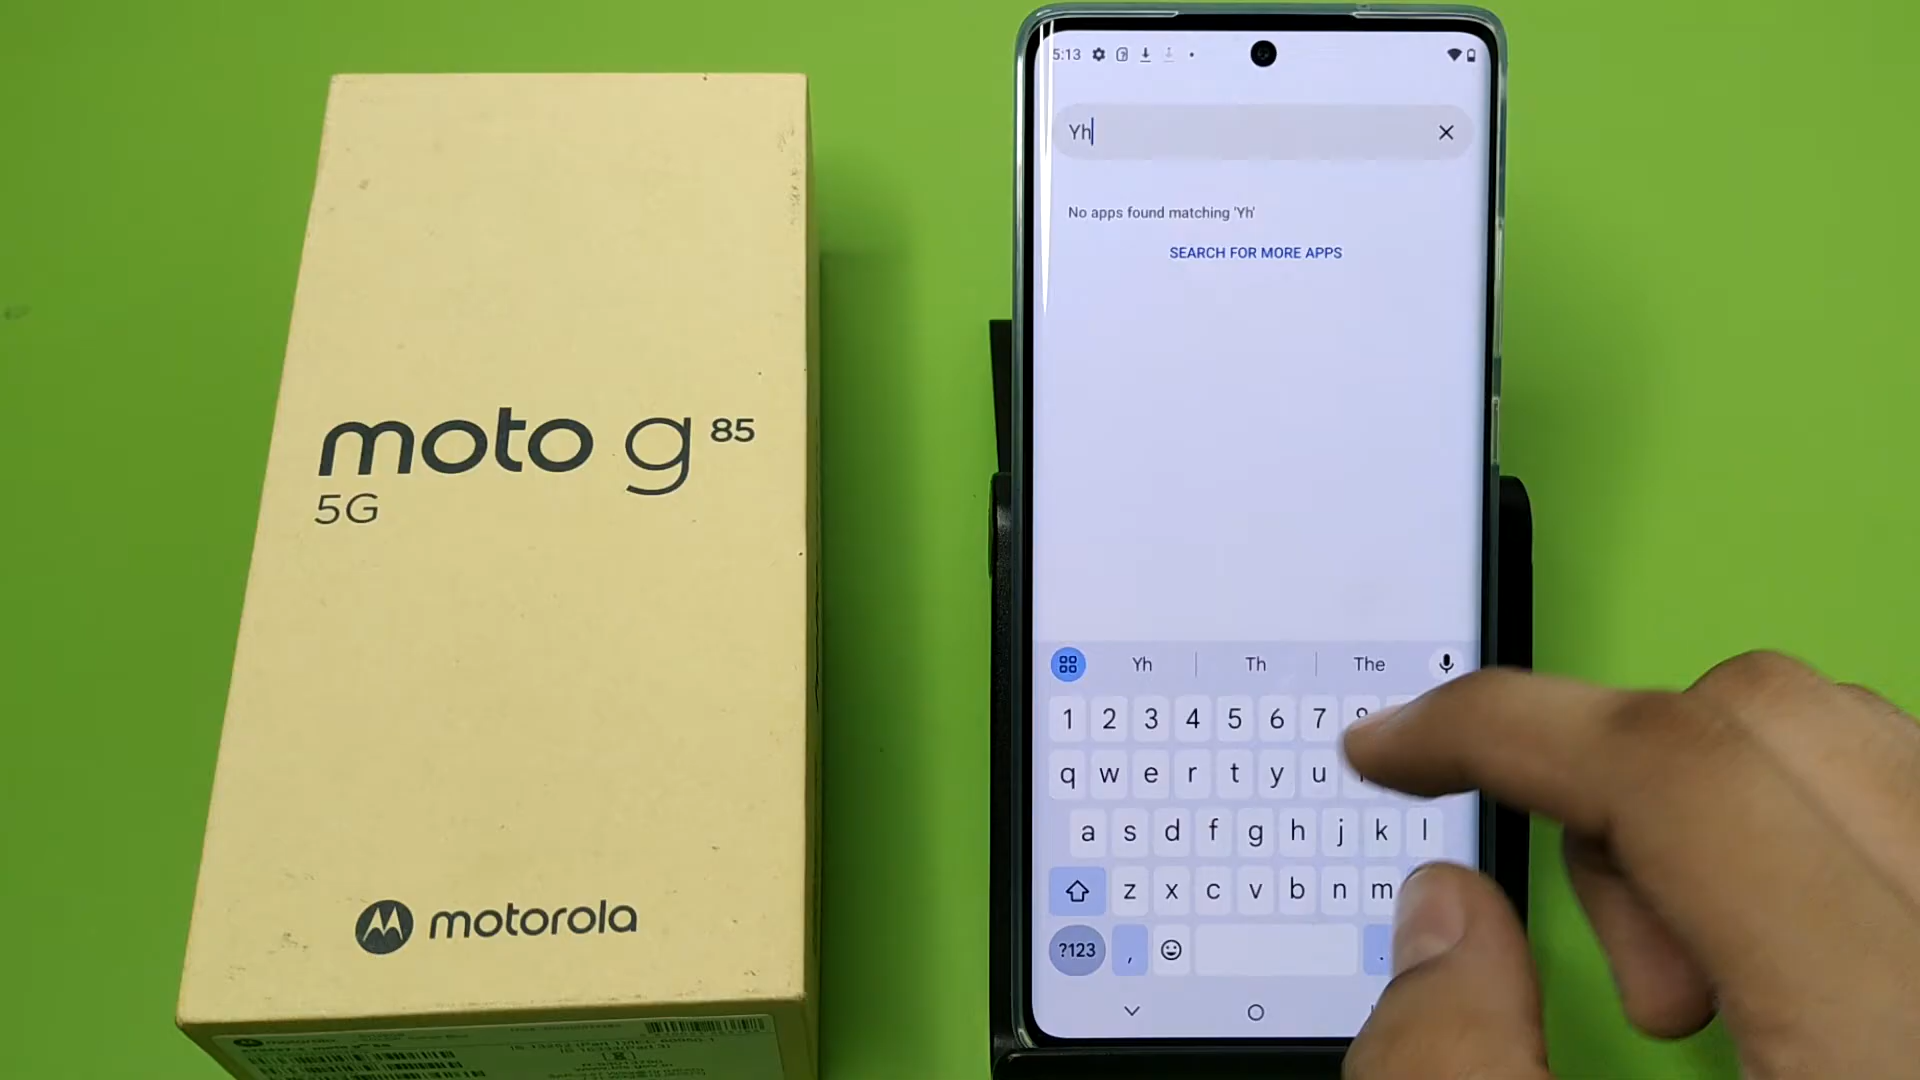 moto g 85
5G
motorola
motorola
5:13
Yh
No apps found matching 'Yh'
SEARCH FOR MORE APPS
Yh Th The
1 2 3 4 5 6 7
q w e r t y u
a s d f g h j k l
z x c v b n m
?123 , .